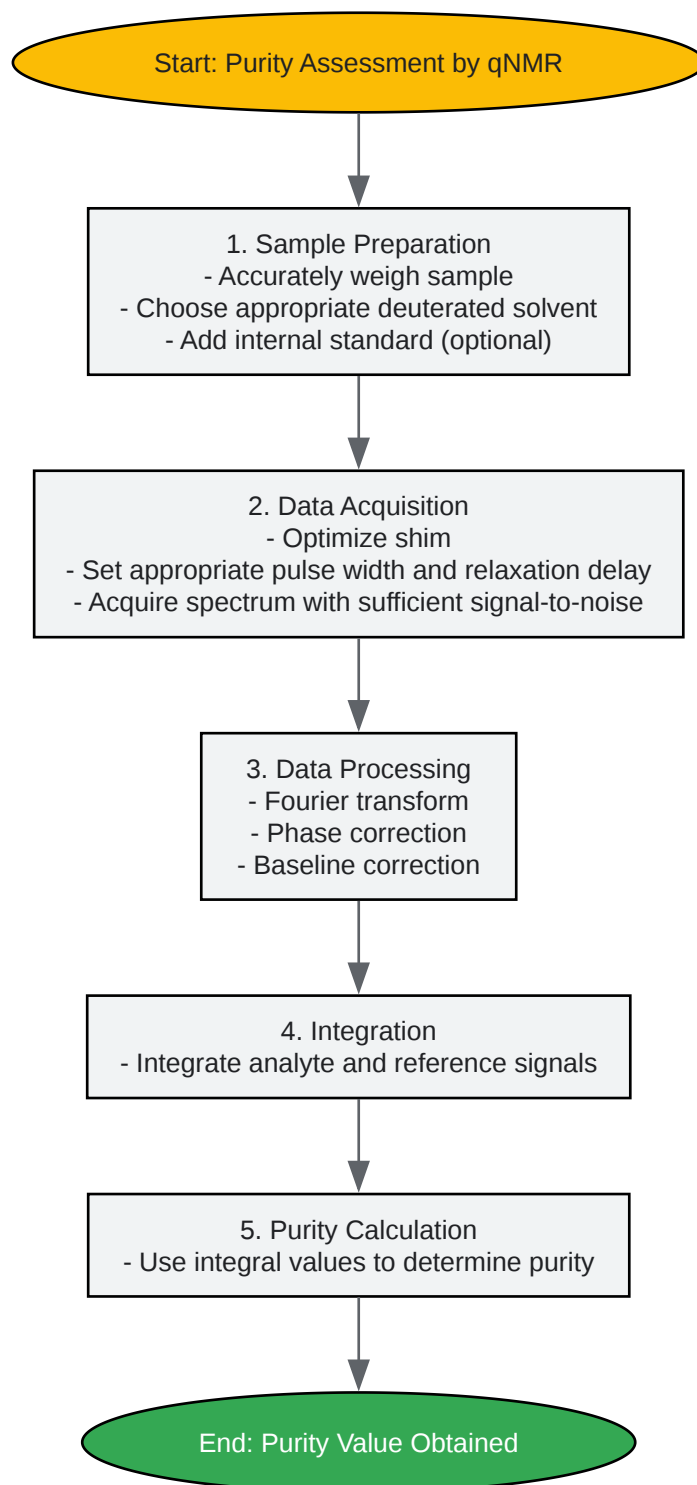 Start: Purity Assessment by qNMR
1. Sample Preparation
- Accurately weigh sample
- Choose appropriate deuterated solvent
- Add internal standard (optional)
2. Data Acquisition
- Optimize shim
- Set appropriate pulse width and relaxation delay
- Acquire spectrum with sufficient signal-to-noise
3. Data Processing
- Fourier transform
- Phase correction
- Baseline correction
4. Integration
- Integrate analyte and reference signals
5. Purity Calculation
- Use integral values to determine purity
End: Purity Value Obtained